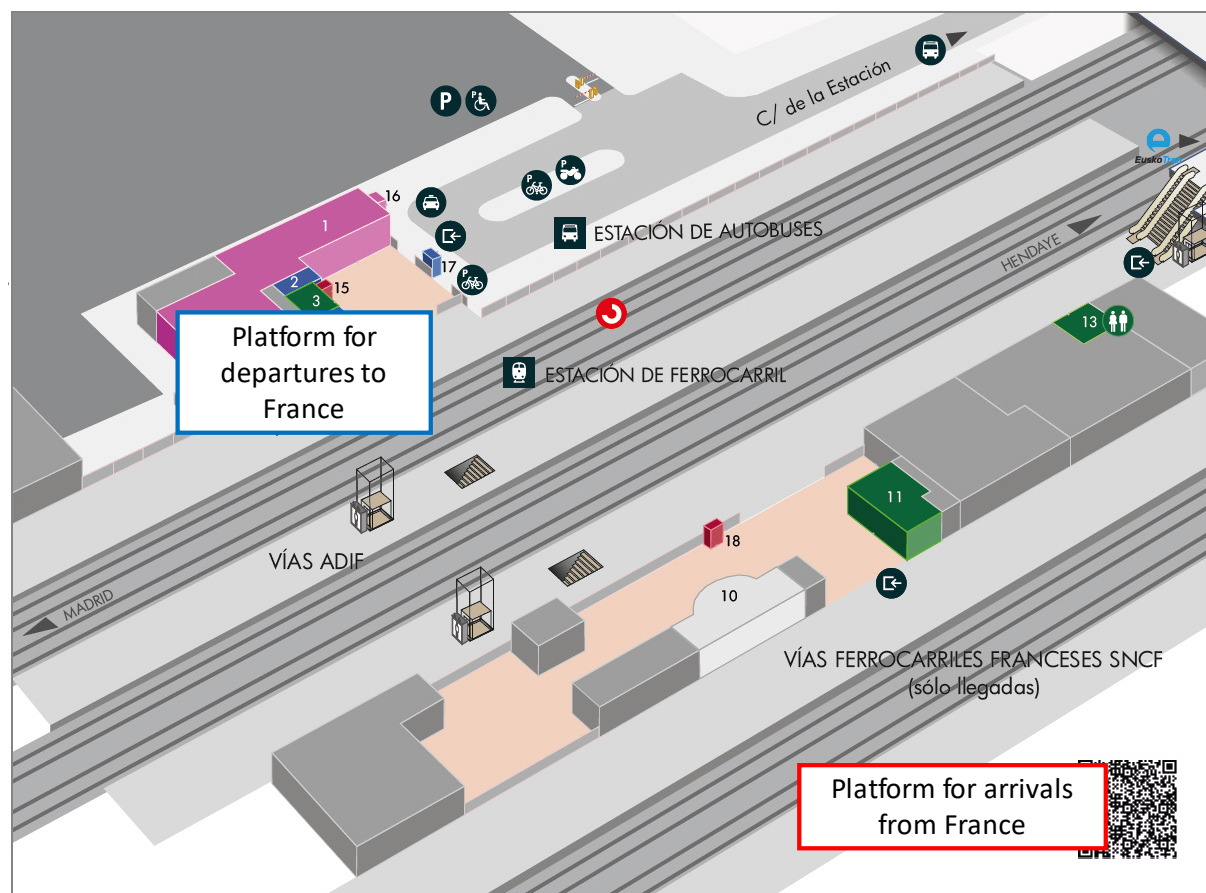 C/ de la Estación
P
P
EuskoTren
16
1
P
P
ESTACIÓN DE AUTOBUSES
HENDAYE
17
P
2
15
3
13
Platform for
departures to
France
ESTACIÓN DE FERROCARRIL
11
18
VÍAS ADIF
MADRID
10
VÍAS FERROCARRILES FRANCESES SNCF
(sólo llegadas)
Platform for arrivals
from France